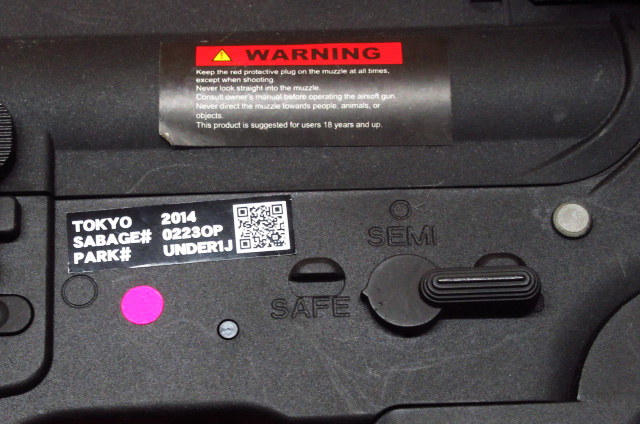 WARNING
Keep the red protective plug on the muzzle at all times,
except when shooting.
Never look straight into the muzzle.
Consult owner's manual before operating the airsoft gun.
Never direct the muzzle towards people, animals, or
objects.
This product is suggested for users 18 years and up.
TOKYO 2014
SABAGE# 0223OP
PARK# UNDER1J
SEMI
SAFE